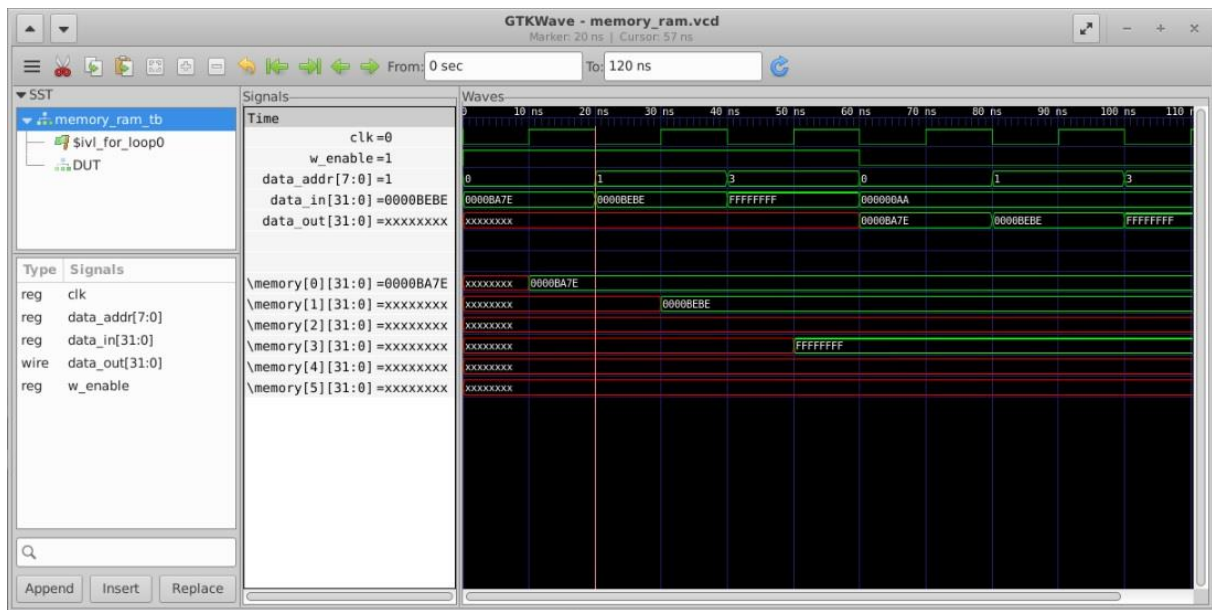 GTKWave - memory_ram.vcd
Marker: 20 ns | Cursor: 57 ns
From: 0 sec To: 120 ns
SST
memory_ram_tb
$ivl_for_loop0
DUT
Type Signals
reg clk
reg data_addr[7:0]
reg data_in[31:0]
wire data_out[31:0]
reg w_enable
Append Insert Replace
Signals
Time
clk=0
w_enable=1
data_addr[7:0]=1
data_in[31:0]=0000BEBE
data_out[31:0]=xxxxxxxx
\memory[0][31:0]=0000BA7E
\memory[1][31:0]=xxxxxxxx
\memory[2][31:0]=xxxxxxxx
\memory[3][31:0]=xxxxxxxx
\memory[4][31:0]=xxxxxxxx
\memory[5][31:0]=xxxxxxxx
Waves
10 ns 20 ns 30 ns 40 ns 50 ns 60 ns 70 ns 80 ns 90 ns 100 ns 110
0 1 3 0 1 3
0000BA7E 0000BEBE FFFFFFFF 000000AA
xxxxxxxx 0000BA7E 0000BEBE FFFFFFFF
xxxxxxxx 0000BA7E
xxxxxxxx 0000BEBE
xxxxxxxx
xxxxxxxx FFFFFFFF
xxxxxxxx
xxxxxxxx